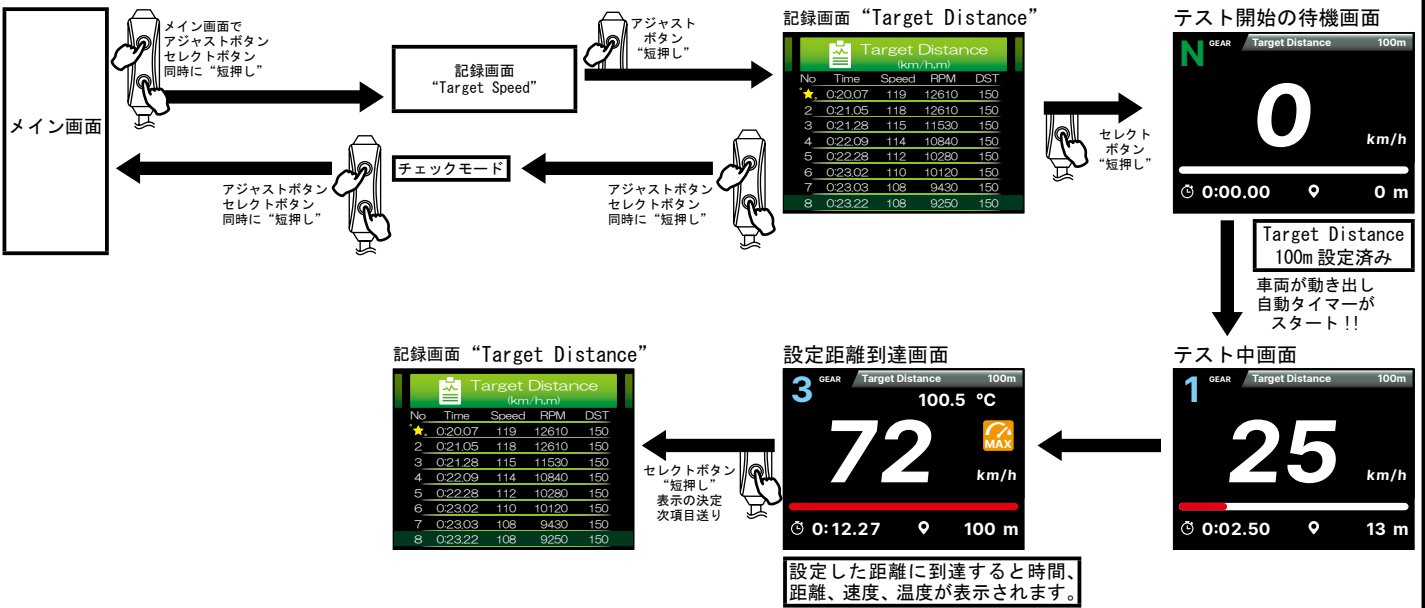 メイン画面
メイン画面で
アジャストボタン
セレクトボタン
同時に“短押し”
記録画面
“Target Speed”
アジャスト
ボタン
“短押し”
記録画面 “Target Distance”
Target Distance
(km/h,m)
No Time Speed RPM DST
0:20.07 119 12610 150
2 0:21.05 118 12610 150
3 0:21.28 115 11530 150
4 0:22.09 114 10840 150
5 0:22.28 112 10280 150
6 0:23.02 110 10120 150
7 0:23.03 108 9430 150
8 0:23.22 108 9250 150
セレクト
ボタン
“短押し”
テスト開始の待機画面
N GEAR Target Distance 100m
0
km/h
0:00.00 0 m
アジャストボタン
セレクトボタン
同時に“短押し”
チェックモード
アジャストボタン
セレクトボタン
同時に“短押し”
Target Distance
100m 設定済み
車両が動き出し
自動タイマーが
スタート!!
テスト中画面
1 GEAR Target Distance 100m
25
km/h
0:02.50 13 m
設定距離到達画面
3 GEAR Target Distance 100m
100.5 °C
72
MAX
km/h
0:12.27 100 m
設定した距離に到達すると時間、
距離、速度、温度が表示されます。
セレクトボタン
“短押し”
表示の決定
次項目送り
記録画面 “Target Distance”
Target Distance
(km/h,m)
No Time Speed RPM DST
0:20.07 119 12610 150
2 0:21.05 118 12610 150
3 0:21.28 115 11530 150
4 0:22.09 114 10840 150
5 0:22.28 112 10280 150
6 0:23.02 110 10120 150
7 0:23.03 108 9430 150
8 0:23.22 108 9250 150